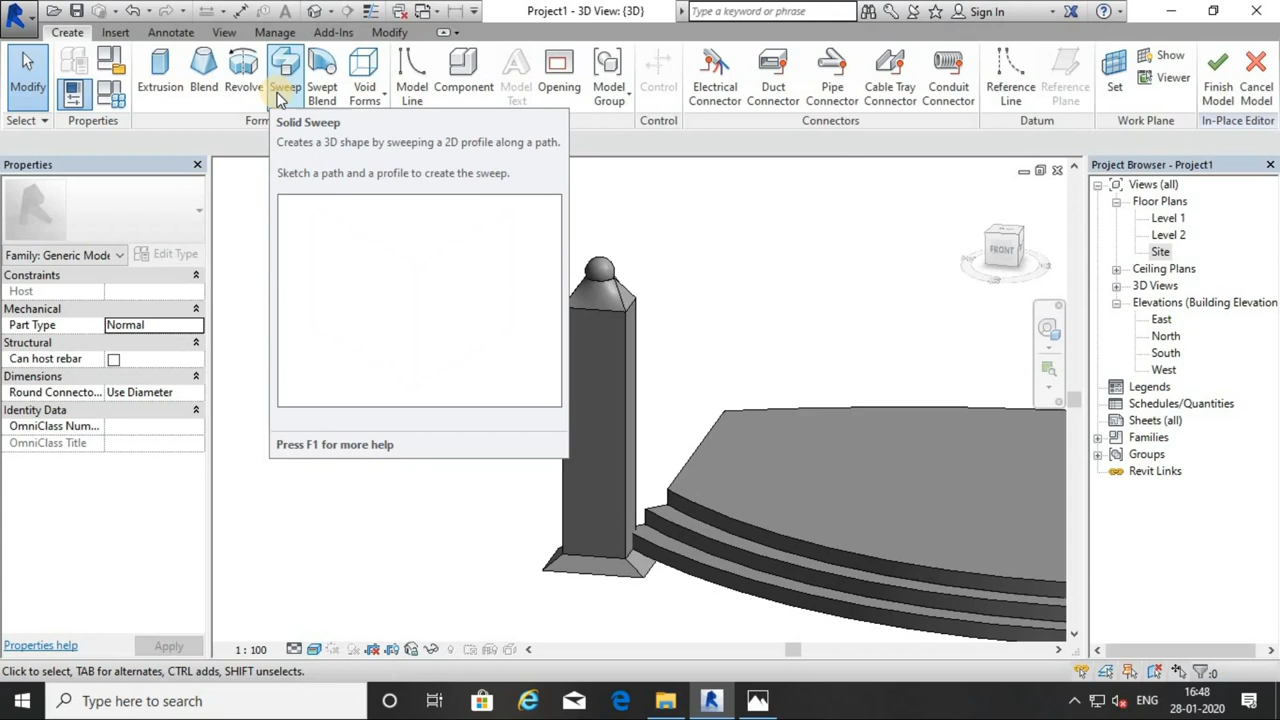 Project1 - 3D View: {3D}
Type a keyword or phrase
Sign In
Create
Insert
Annotate
View
Manage
Add-Ins
Modify
Modify
Extrusion
Blend
Revolve
Sweep
Swept
Blend
Void
Forms
Model
Line
Component
Model
Text
Opening
Model
Group
Control
Electrical
Connector
Duct
Connector
Pipe
Connector
Cable Tray
Connector
Conduit
Connector
Reference
Line
Reference
Plane
Set
Show
Viewer
Finish
Model
Cancel
Model
Select
Properties
Form
Control
Connectors
Datum
Work Plane
In-Place Editor
Solid Sweep
Creates a 3D shape by sweeping a 2D profile along a path.
Sketch a path and a profile to create the sweep.
Press F1 for more help
Properties
Family: Generic Mode
Edit Type
Constraints
Host
Mechanical
Part Type
Normal
Structural
Can host rebar
Dimensions
Round Connecto...
Use Diameter
Identity Data
OmniClass Num...
OmniClass Title
Properties help
Apply
FRONT
Project Browser - Project1
Views (all)
Floor Plans
Level 1
Level 2
Site
Ceiling Plans
3D Views
Elevations (Building Elevation
East
North
South
West
Legends
Schedules/Quantities
Sheets (all)
Families
Groups
Revit Links
1 : 100
Click to select, TAB for alternates, CTRL adds, SHIFT unselects.
:0
Type here to search
ENG
16:48
28-01-2020